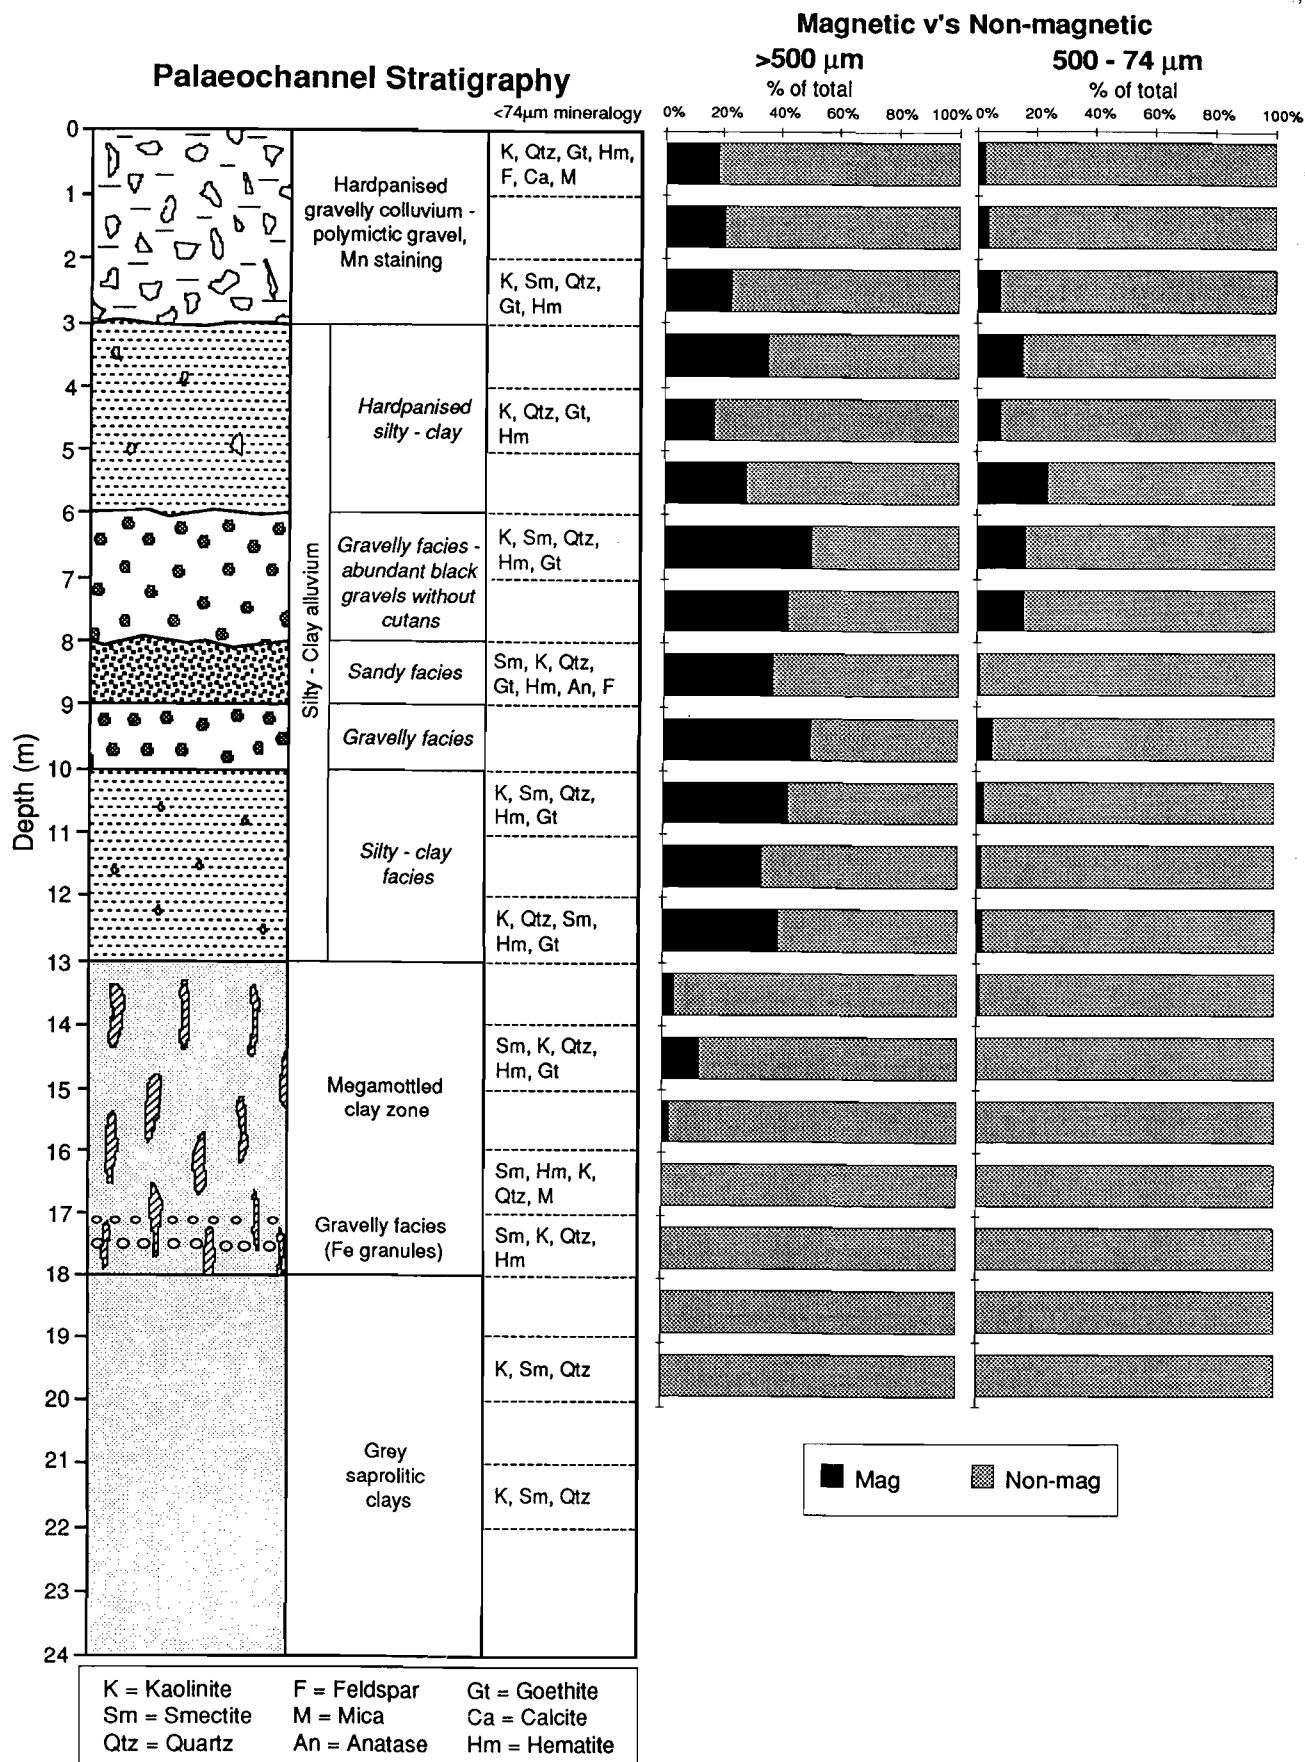 Magnetic v's Non-magnetic
Palaeochannel Stratigraphy
>500 µm
500 - 74 µm
% of total
% of total
<74µm mineralogy
0% 20% 40% 60% 80% 100%
0% 20% 40% 60% 80% 100%
Depth (m)
0
1
2
3
4
5
6
7
8
9
10
11
12
13
14
15
16
17
18
19
20
21
22
23
24
Hardpanised
gravelly colluvium -
polymictic gravel,
Mn staining
Silty - Clay alluvium
Hardpanised
silty - clay
Gravelly facies -
abundant black
gravels without
cutans
Sandy facies
Gravelly facies
Silty - clay
facies
Megamottled
clay zone
Gravelly facies
(Fe granules)
Grey
saprolitic
clays
K, Qtz, Gt, Hm,
F, Ca, M
K, Sm, Qtz,
Gt, Hm
K, Qtz, Gt,
Hm
K, Sm, Qtz,
Hm, Gt
Sm, K, Qtz,
Gt, Hm, An, F
K, Sm, Qtz,
Hm, Gt
K, Qtz, Sm,
Hm, Gt
Sm, K, Qtz,
Hm, Gt
Sm, Hm, K,
Qtz, M
Sm, K, Qtz,
Hm
K, Sm, Qtz
K, Sm, Qtz
Mag
Non-mag
K = Kaolinite F = Feldspar Gt = Goethite
Sm = Smectite M = Mica Ca = Calcite
Qtz = Quartz An = Anatase Hm = Hematite